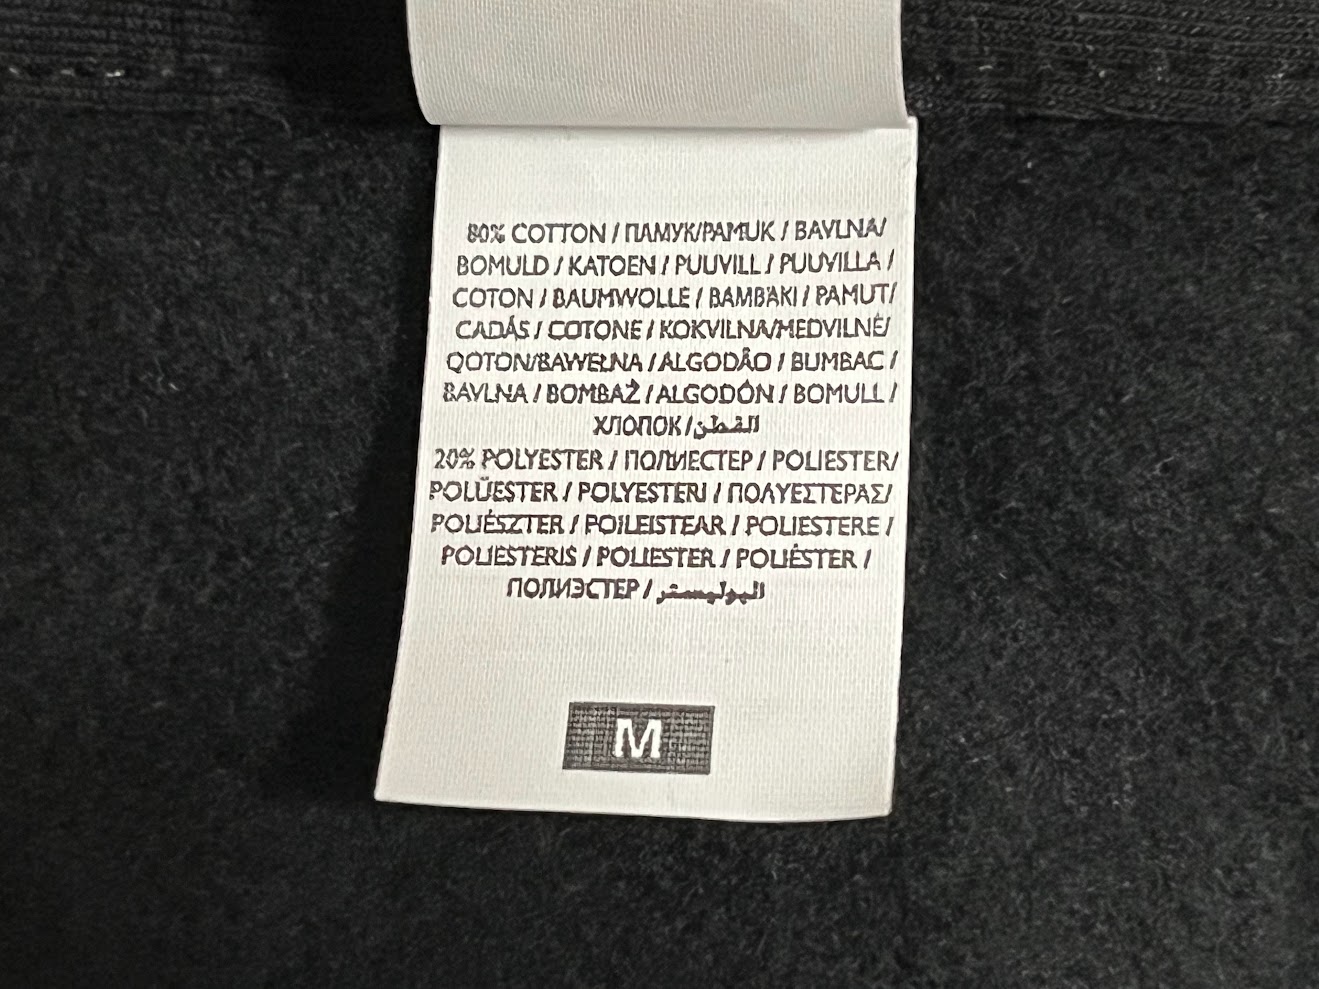 80% COTTON / ПАМУК/PAMUK / BAVLNA/
BOMULD / KATOEN / PUUVILL / PUUVILLA /
COTON / BAUMWOLLE / BAMBAKI / PAMUT/
CADÁS / COTONE / KOKVILNA/MEDVILNĖ/
QOTON/BAWEŁNA / ALGODÃO / BUMBAC /
BAVLNA / BOMBAŽ / ALGODÓN / BOMULL /
ХЛОПОК / القطن
20% POLYESTER / ПОЛИЕСТЕР / POLIESTER/
POLÜESTER / POLYESTERI / ΠΟΛΥΕΣΤΕΡΑΣ/
POLIÉSZTER / POILEISTEAR / POLIESTERE /
POLIESTERIS / POLIESTER / POLIÉSTER /
ПОЛИЭСТЕР / البوليستر
M